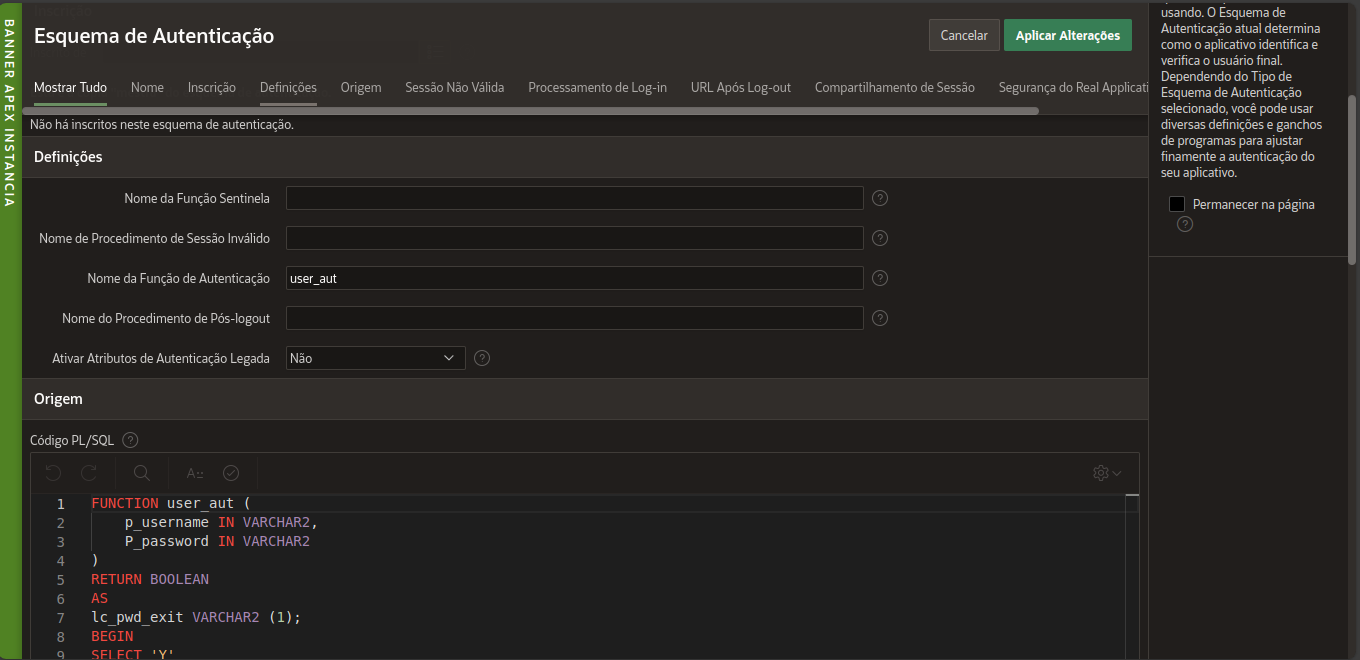 BANNER APEX INSTANCIA
Esquema de Autenticação
Cancelar
Aplicar Alterações
Mostrar Tudo
Nome
Inscrição
Definições
Origem
Sessão Não Válida
Processamento de Log-in
URL Após Log-out
Compartilhamento de Sessão
Segurança do Real Applicati
Não há inscritos neste esquema de autenticação.
Definições
Nome da Função Sentinela
Nome de Procedimento de Sessão Inválido
Nome da Função de Autenticação
user_aut
Nome do Procedimento de Pós-logout
Ativar Atributos de Autenticação Legada
Não
Origem
Código PL/SQL
1 FUNCTION user_aut (
2 p_username IN VARCHAR2,
3 P_password IN VARCHAR2
4 )
5 RETURN BOOLEAN
6 AS
7 lc_pwd_exit VARCHAR2 (1);
8 BEGIN
9 SELECT 'Y'
usando. O Esquema de
Autenticação atual determina
como o aplicativo identifica e
verifica o usuário final.
Dependendo do Tipo de
Esquema de Autenticação
selecionado, você pode usar
diversas definições e ganchos
de programas para ajustar
finamente a autenticação do
seu aplicativo.
Permanecer na página